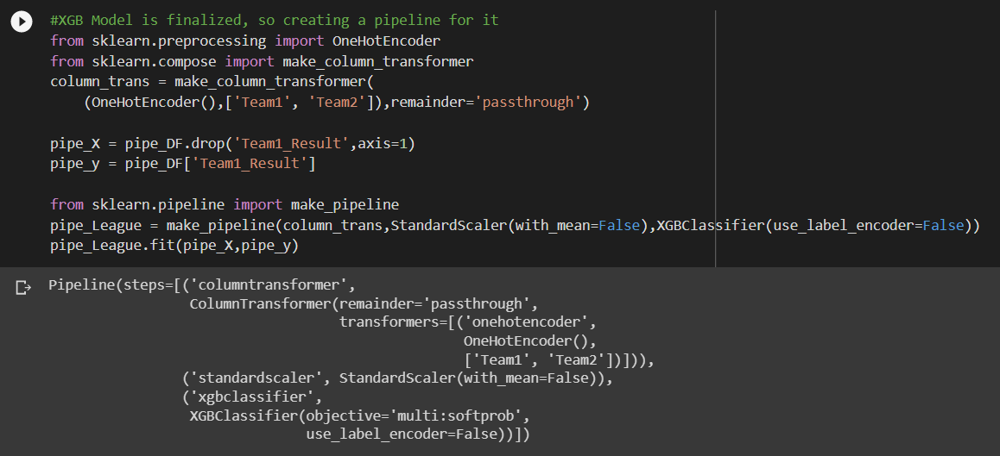 #XGB Model is finalized, so creating a pipeline for it
from sklearn.preprocessing import OneHotEncoder
from sklearn.compose import make_column_transformer
column_trans = make_column_transformer(
    (OneHotEncoder(),['Team1', 'Team2']),remainder='passthrough')
pipe_X = pipe_DF.drop('Team1_Result',axis=1)
pipe_y = pipe_DF['Team1_Result']
from sklearn.pipeline import make_pipeline
pipe_League = make_pipeline(column_trans,StandardScaler(with_mean=False),XGBClassifier(use_label_encoder=False))
pipe_League.fit(pipe_X,pipe_y)
Pipeline(steps=[('columntransformer',
                 ColumnTransformer(remainder='passthrough',
                                   transformers=[('onehotencoder',
                                                  OneHotEncoder(),
                                                  ['Team1', 'Team2'])])),
                ('standardscaler', StandardScaler(with_mean=False)),
                ('xgbclassifier',
                 XGBClassifier(objective='multi:softprob',
                               use_label_encoder=False))])